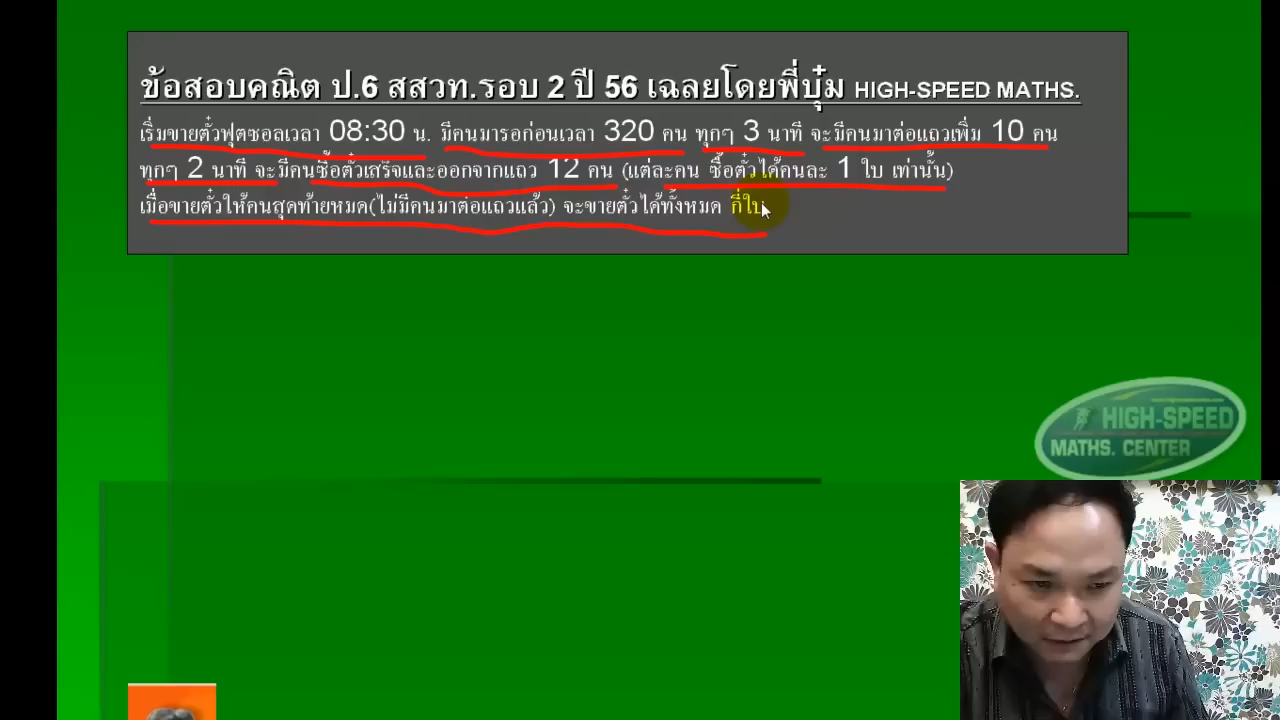 ข้อสอบคณิต ป.6 สสวท.รอบ 2 ปี 56 เฉลยโดยพี่บุ๋ม HIGH-SPEED MATHS.
เริ่มขายตั๋วฟุตซอลเวลา 08:30 น. มีคนมารอก่อนเวลา 320 คน ทุกๆ 3 นาที จะมีคนมาต่อแถวเพิ่ม 10 คน
ทุกๆ 2 นาที จะมีคนซื้อตั๋วเสร็จและออกจากแถว 12 คน (แต่ละคน ซื้อตั๋วได้คนละ 1 ใบ เท่านั้น)
เมื่อขายตั๋วให้คนสุดท้ายหมด(ไม่มีคนมาต่อแถวแล้ว) จะขายตั๋วได้ทั้งหมด กี่ใบ
HIGH-SPEED
MATHS. CENTER